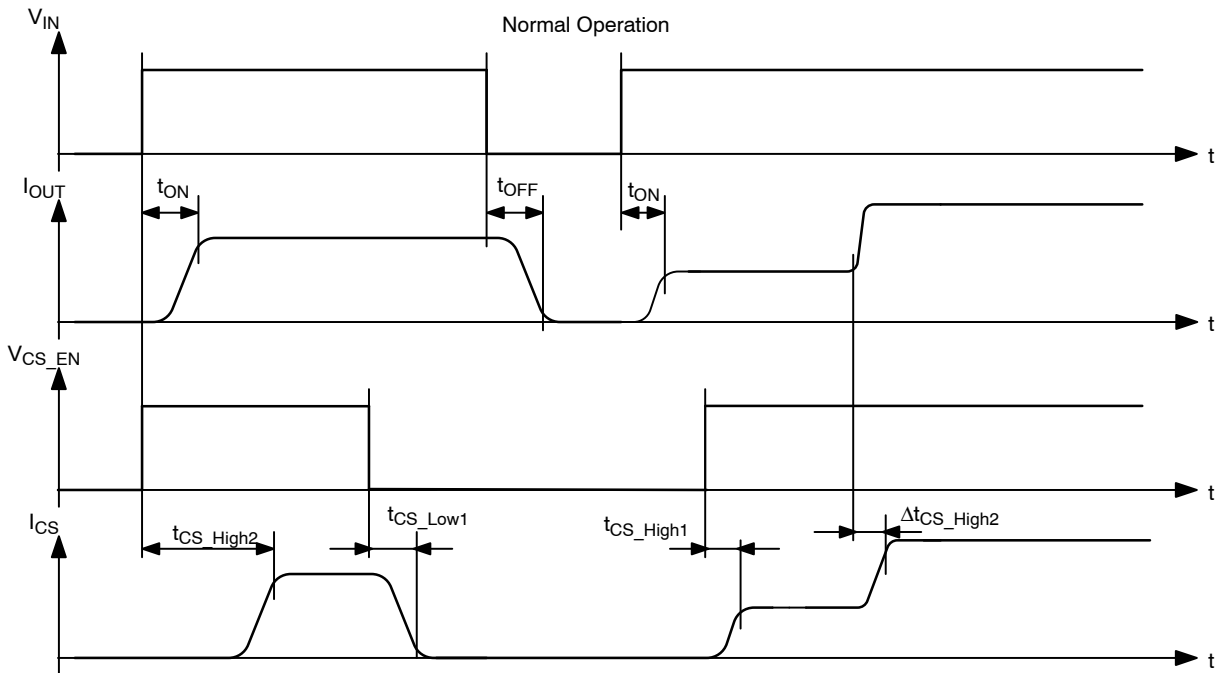 V_IN
Normal Operation
t
I_OUT
t_ON
t_OFF
t_ON
t
V_CS_EN
t
I_CS
t_CS_High2
t_CS_Low1
t_CS_High1
Δt_CS_High2
t